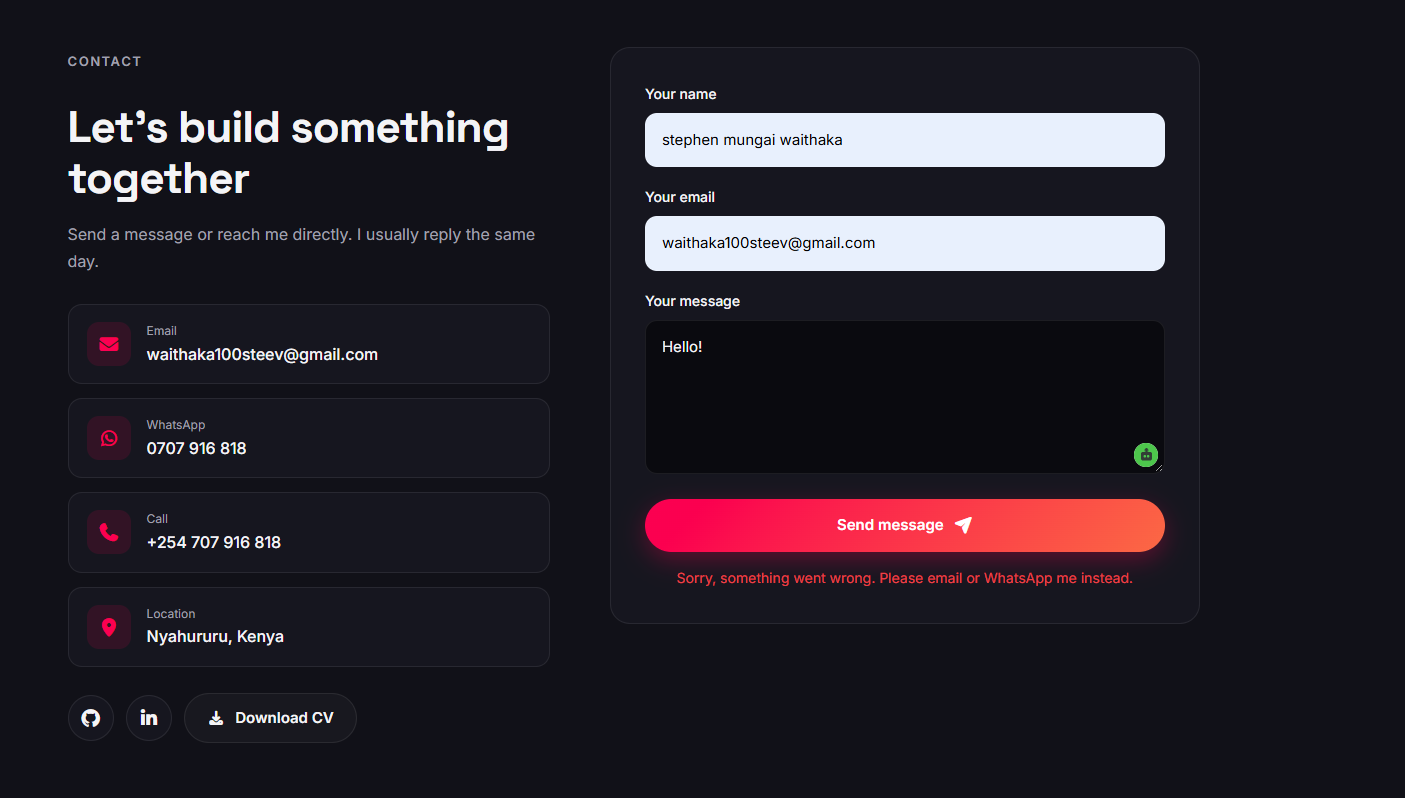 CONTACT
Let’s build something
together
Send a message or reach me directly. I usually reply the same
day.
Email
waithaka100steev@gmail.com
WhatsApp
0707 916 818
Call
+254 707 916 818
Location
Nyahururu, Kenya
in
Download CV
Your name
stephen mungai waithaka
Your email
waithaka100steev@gmail.com
Your message
Hello!
Send message
Sorry, something went wrong. Please email or WhatsApp me instead.